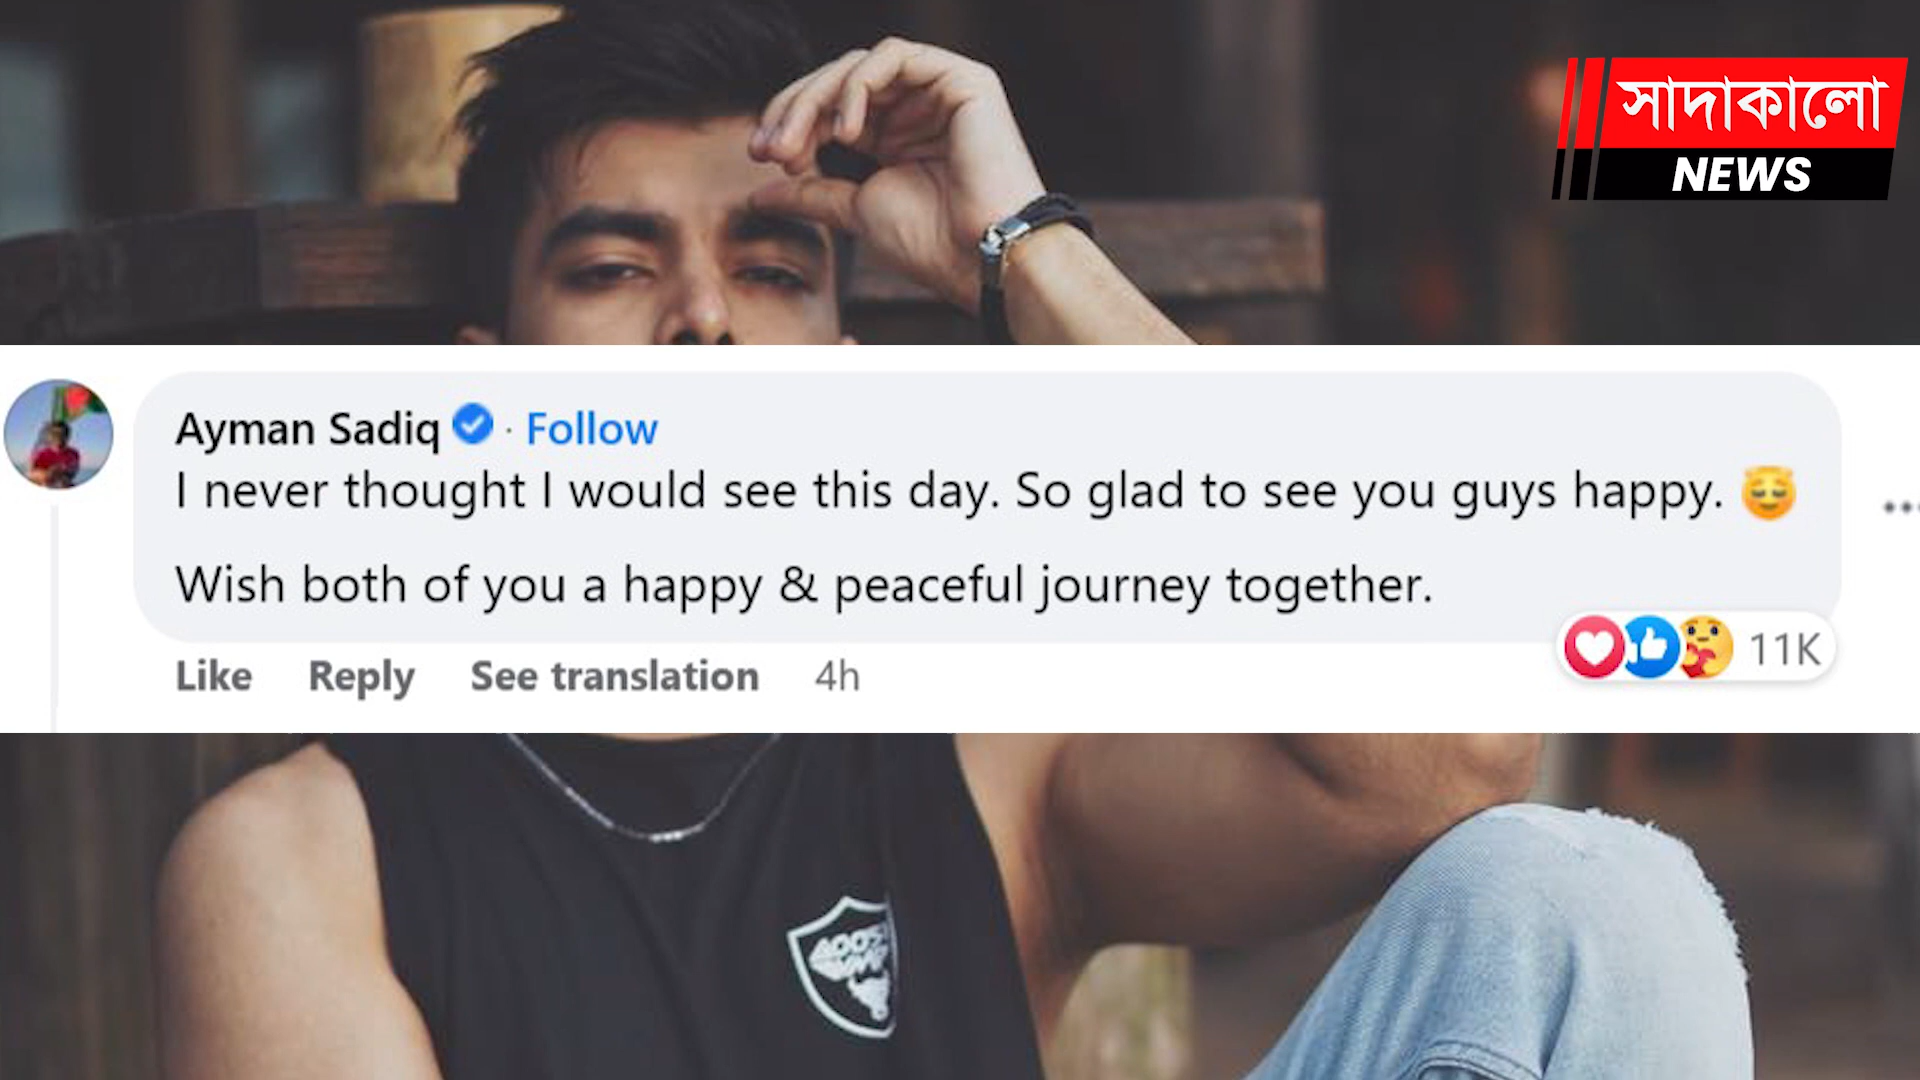 সাদাকালো
NEWS
Ayman Sadiq · Follow
I never thought I would see this day. So glad to see you guys happy. 😇
Wish both of you a happy & peaceful journey together.
Like Reply See translation 4h
11K